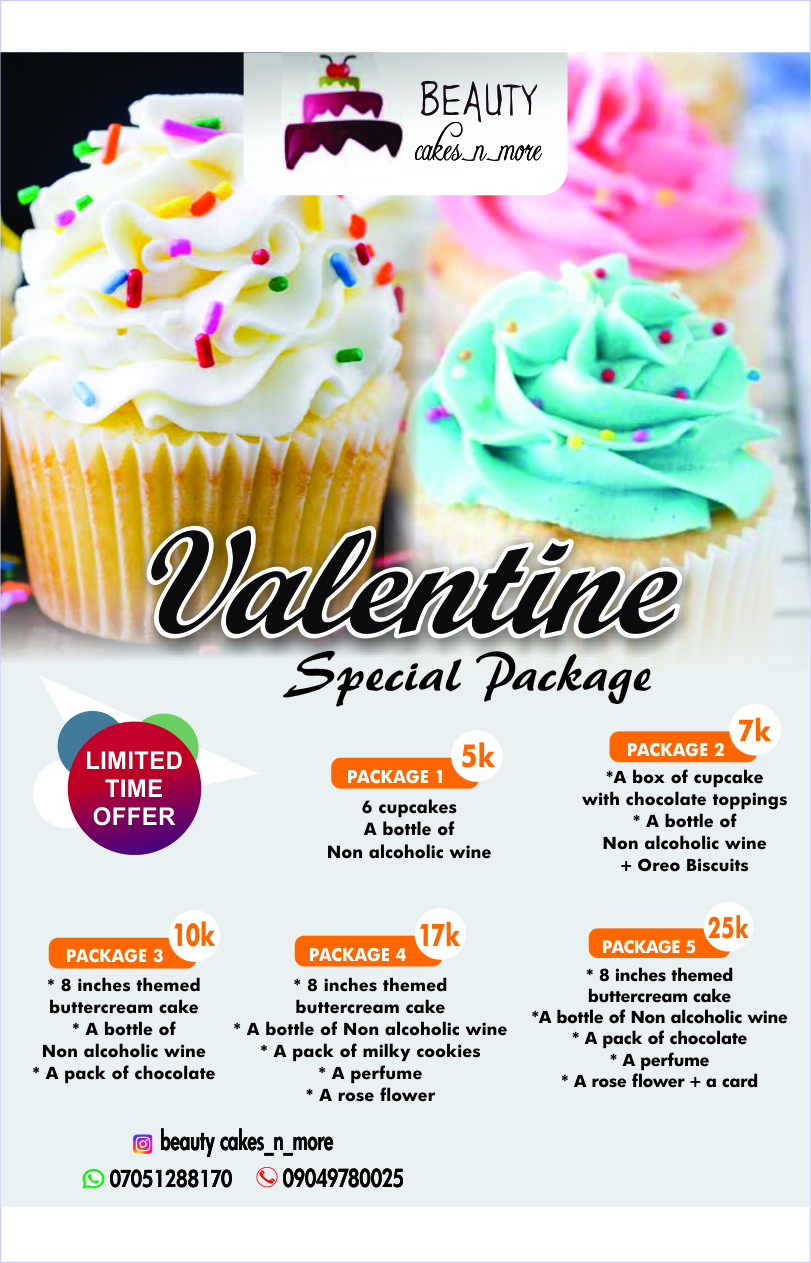 BEAUTY
cakes_n_more
Valentine
Special Package
LIMITED
TIME
OFFER
PACKAGE 1
5k
6 cupcakes
A bottle of
Non alcoholic wine
PACKAGE 2
7k
*A box of cupcake
with chocolate toppings
* A bottle of
Non alcoholic wine
+ Oreo Biscuits
PACKAGE 3
10k
* 8 inches themed
buttercream cake
* A bottle of
Non alcoholic wine
* A pack of chocolate
PACKAGE 4
17k
* 8 inches themed
buttercream cake
* A bottle of Non alcoholic wine
* A pack of milky cookies
* A perfume
* A rose flower
PACKAGE 5
25k
* 8 inches themed
buttercream cake
*A bottle of Non alcoholic wine
* A pack of chocolate
* A perfume
* A rose flower + a card
beauty cakes_n_more
07051288170 09049780025